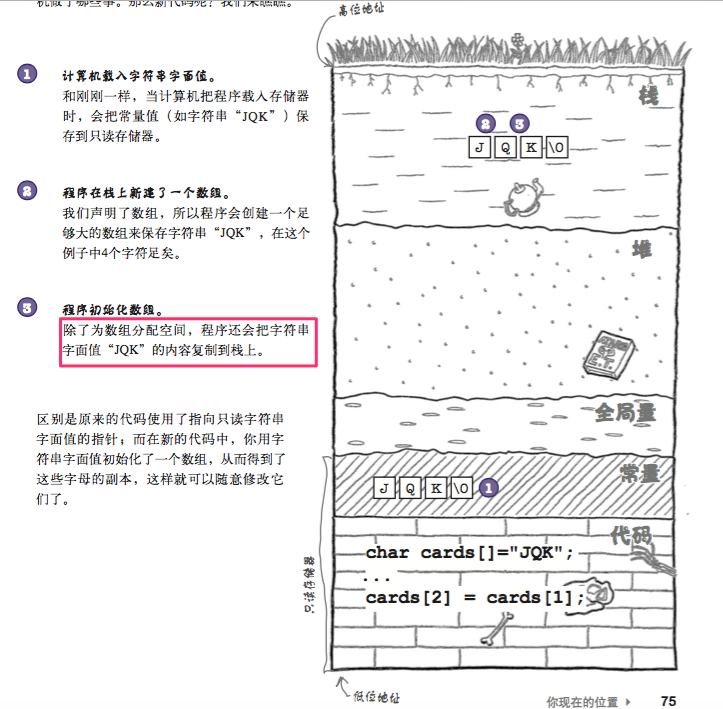 机做了哪些事。那么新代码呢？我们来瞧瞧。
高位地址
1 计算机载入字符串字面值。
和刚刚一样，当计算机把程序载入存储器
时，会把常量值（如字符串“JQK”）保
存到只读存储器。
2 程序在栈上新建了一个数组。
我们声明了数组，所以程序会创建一个足
够大的数组来保存字符串“JQK”，在这个
例子中4个字符足矣。
3 程序初始化数组。
除了为数组分配空间，程序还会把字符串
字面值“JQK”的内容复制到栈上。
区别是原来的代码使用了指向只读字符串
字面值的指针；而在新的代码中，你用字
符串字面值初始化了一个数组，从而得到了
这些字母的副本，这样就可以随意修改它
们了。
栈
2 3
J Q K \0
堆
全局量
常量
J Q K \0 1
代码
char cards[]="JQK";
...
cards[2] = cards[1];
只读存储器
低位地址
你现在的位置 75